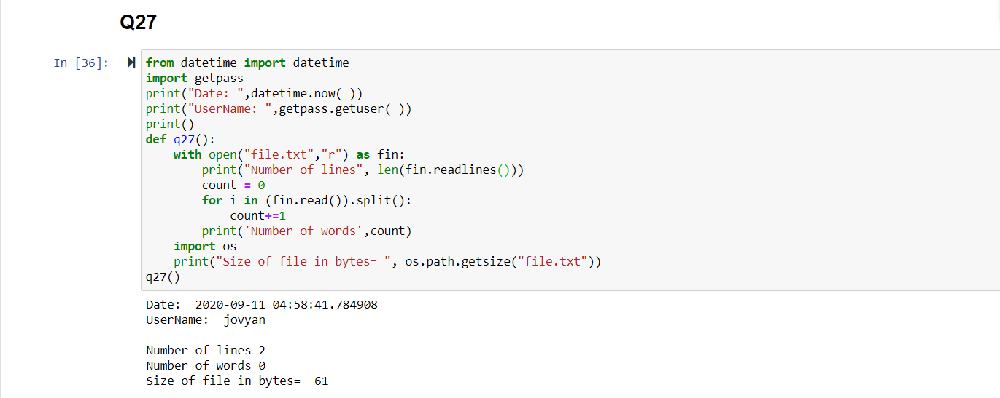 Q27
In [36]:
from datetime import datetime
import getpass
print("Date: ",datetime.now( ))
print("UserName: ",getpass.getuser( ))
print()
def q27():
    with open("file.txt","r") as fin:
        print("Number of lines", len(fin.readlines()))
        count = 0
        for i in (fin.read()).split():
            count+=1
        print('Number of words',count)
    import os
    print("Size of file in bytes= ", os.path.getsize("file.txt"))
q27()
Date:  2020-09-11 04:58:41.784908
UserName:  jovyan

Number of lines 2
Number of words 0
Size of file in bytes=  61